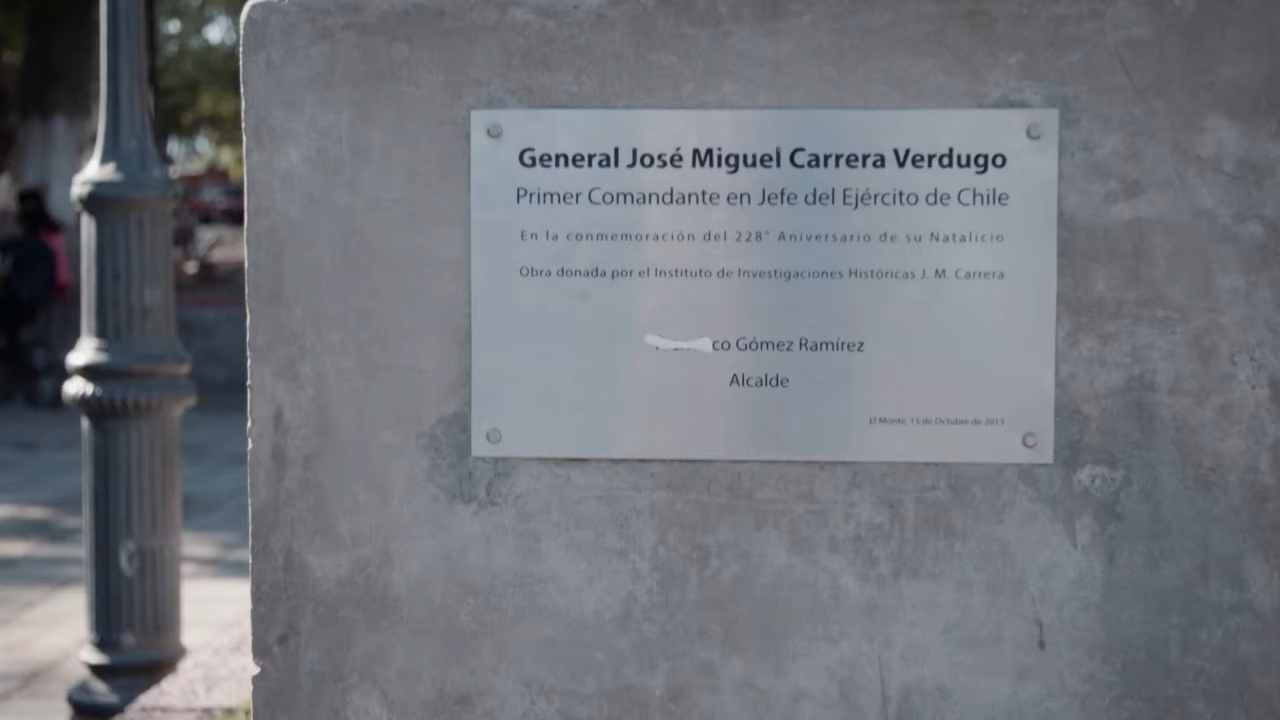 General José Miguel Carrera Verdugo
Primer Comandante en Jefe del Ejército de Chile
En la conmemoración del 228° Aniversario de su Natalicio
Obra donada por el Instituto de Investigaciones Históricas J. M. Carrera
co Gómez Ramírez
Alcalde
El Monte, 15 de Octubre de 2013